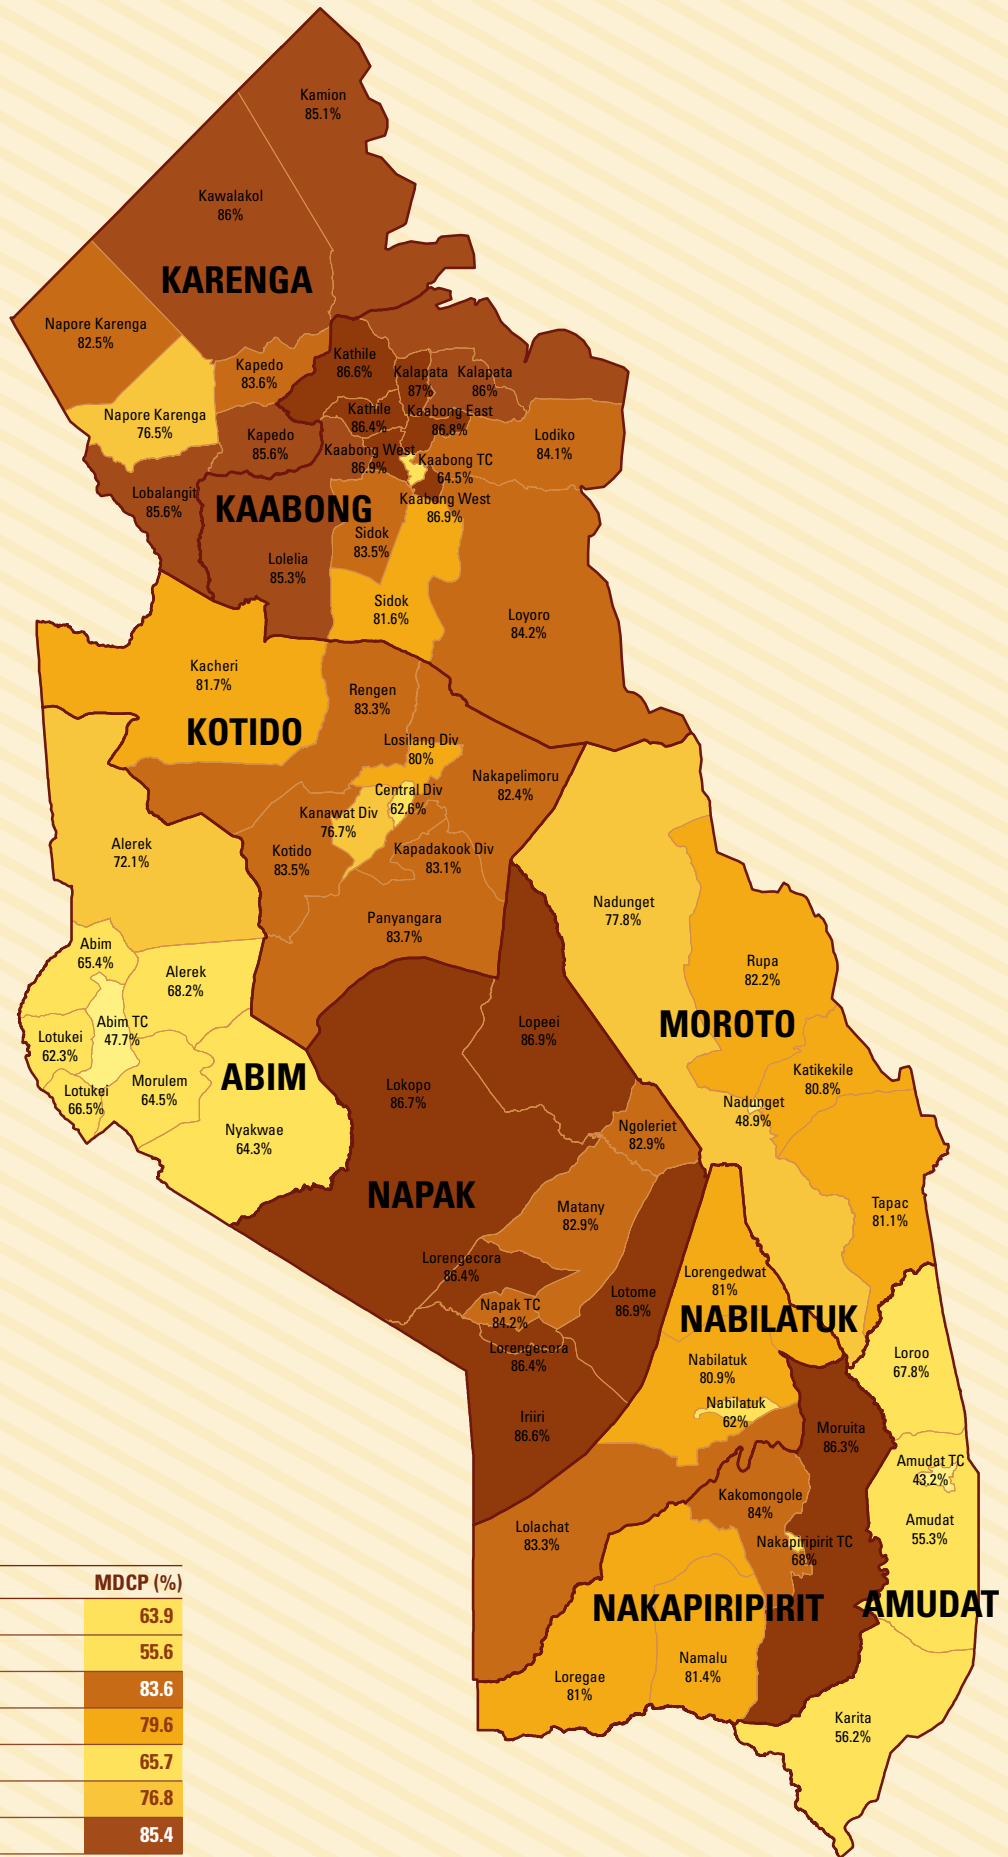 Kamion
85.1%
Kawalakol
86%
KARENGA
Napore Karenga
82.5%
Kapedo
83.6%
Kathile
86.6%
Kalapata
87%
Kalapata
86%
Napore Karenga
76.5%
Kathile
86.4%
Kaabong East
86.8%
Kapedo
85.6%
Kaabong West
86.9%
Kaabong TC
64.5%
Lodiko
84.1%
Lobalangit
85.6%
KAABONG
Kaabong West
86.9%
Sidok
83.5%
Lolelia
85.3%
Sidok
81.6%
Loyoro
84.2%
Kacheri
81.7%
Rengen
83.3%
KOTIDO
Losilang Div
80%
Nakapelimoru
82.4%
Central Div
62.6%
Kanawat Div
76.7%
Alerek
72.1%
Kotido
83.5%
Kapadakook Div
83.1%
Nadunget
77.8%
Panyangara
83.7%
Abim
65.4%
Alerek
68.2%
Rupa
82.2%
Abim TC
47.7%
Lopeei
86.9%
MOROTO
Lotukei
62.3%
ABIM
Lokopo
86.7%
Katikekile
80.8%
Lotukei
66.5%
Morulem
64.5%
Nadunget
48.9%
Nyakwae
64.3%
Ngoleriet
82.9%
NAPAK
Matany
82.9%
Tapac
81.1%
Lorengecora
86.4%
Lotome
86.9%
Lorengedwat
81%
Napak TC
84.2%
NABILATUK
Lorengecora
86.4%
Nabilatuk
80.9%
Loroo
67.8%
Iriiri
86.6%
Nabilatuk
62%
Moruita
86.3%
Amudat TC
43.2%
Kakomongole
84%
Amudat
55.3%
Lolachat
83.3%
Nakapiripirit TC
68%
NAKAPIRIPIRIT
AMUDAT
Loregae
81%
Namalu
81.4%
Karita
56.2%
MDCP (%)
63.9
55.6
83.6
79.6
65.7
76.8
85.4